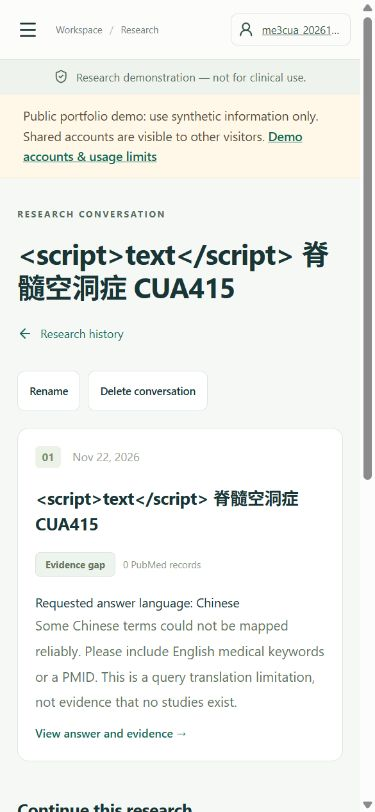 Workspace / Research
me3cua_20261...
Research demonstration — not for clinical use.
Public portfolio demo: use synthetic information only.
Shared accounts are visible to other visitors. Demo
accounts & usage limits
RESEARCH CONVERSATION
<script>text</script> 脊
髓空洞症 CUA415
← Research history
Rename
Delete conversation
01
Nov 22, 2026
<script>text</script> 脊髓空洞症
CUA415
Evidence gap
0 PubMed records
Requested answer language: Chinese
Some Chinese terms could not be mapped
reliably. Please include English medical keywords
or a PMID. This is a query translation limitation,
not evidence that no studies exist.
View answer and evidence →
Continue this research